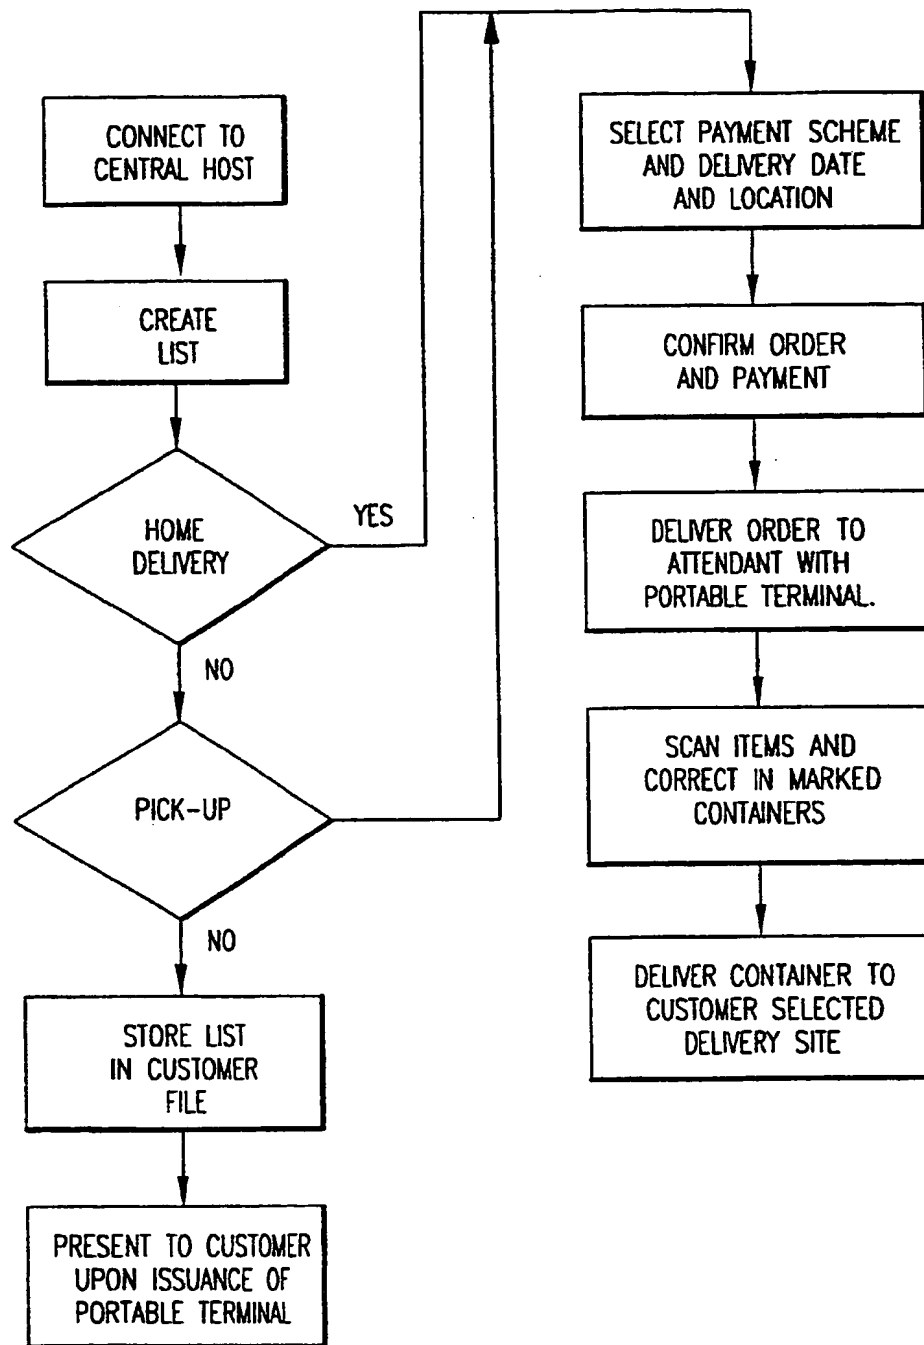 CONNECT TO
CENTRAL HOST
CREATE
LIST
HOME
DELIVERY
YES
NO
PICK-UP
NO
STORE LIST
IN CUSTOMER
FILE
PRESENT TO CUSTOMER
UPON ISSUANCE OF
PORTABLE TERMINAL
SELECT PAYMENT SCHEME
AND DELIVERY DATE
AND LOCATION
CONFIRM ORDER
AND PAYMENT
DELIVER ORDER TO
ATTENDANT WITH
PORTABLE TERMINAL.
SCAN ITEMS AND
CORRECT IN MARKED
CONTAINERS
DELIVER CONTAINER TO
CUSTOMER SELECTED
DELIVERY SITE